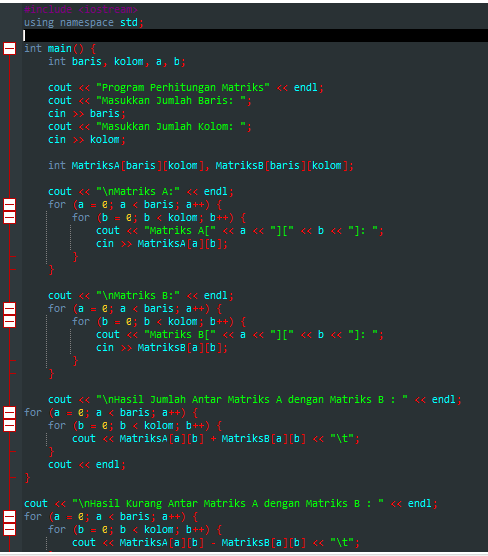 #include <iostream>
using namespace std;
int main() {
int baris, kolom, a, b;
cout << "Program Perhitungan Matriks" << endl;
cout << "Masukkan Jumlah Baris: ";
cin >> baris;
cout << "Masukkan Jumlah Kolom: ";
cin >> kolom;
int MatriksA[baris][kolom], MatriksB[baris][kolom];
cout << "\nMatriks A:" << endl;
for (a = 0; a < baris; a++) {
for (b = 0; b < kolom; b++) {
cout << "Matriks A[" << a << "][" << b << "]: ";
cin >> MatriksA[a][b];
}
}
cout << "\nMatriks B:" << endl;
for (a = 0; a < baris; a++) {
for (b = 0; b < kolom; b++) {
cout << "Matriks B[" << a << "][" << b << "]: ";
cin >> MatriksB[a][b];
}
}
cout << "\nHasil Jumlah Antar Matriks A dengan Matriks B : " << endl;
for (a = 0; a < baris; a++) {
for (b = 0; b < kolom; b++) {
cout << MatriksA[a][b] + MatriksB[a][b] << "\t";
}
cout << endl;
}
cout << "\nHasil Kurang Antar Matriks A dengan Matriks B : " << endl;
for (a = 0; a < baris; a++) {
for (b = 0; b < kolom; b++) {
cout << MatriksA[a][b] - MatriksB[a][b] << "\t";